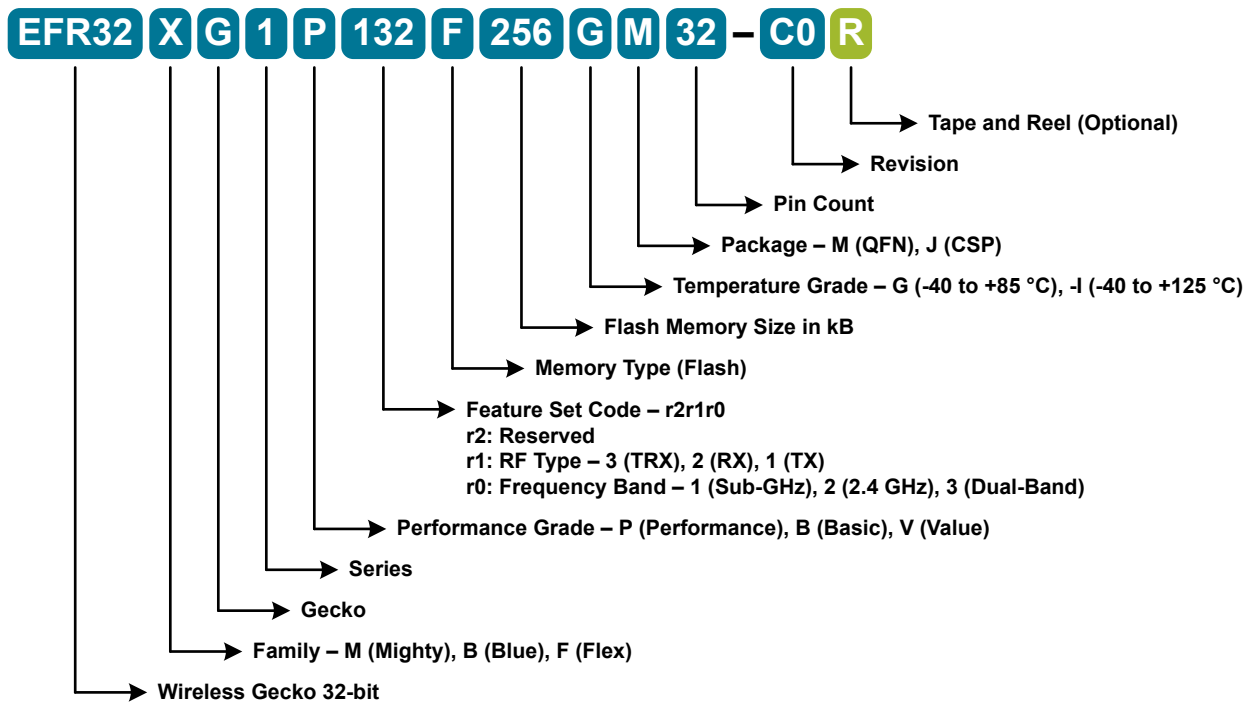 EFR32 X G 1 P 132 F 256 G M 32 – C0 R
Tape and Reel (Optional)
Revision
Pin Count
Package – M (QFN), J (CSP)
Temperature Grade – G (-40 to +85 °C), -I (-40 to +125 °C)
Flash Memory Size in kB
Memory Type (Flash)
Feature Set Code – r2r1r0
r2: Reserved
r1: RF Type – 3 (TRX), 2 (RX), 1 (TX)
r0: Frequency Band – 1 (Sub-GHz), 2 (2.4 GHz), 3 (Dual-Band)
Performance Grade – P (Performance), B (Basic), V (Value)
Series
Gecko
Family – M (Mighty), B (Blue), F (Flex)
Wireless Gecko 32-bit